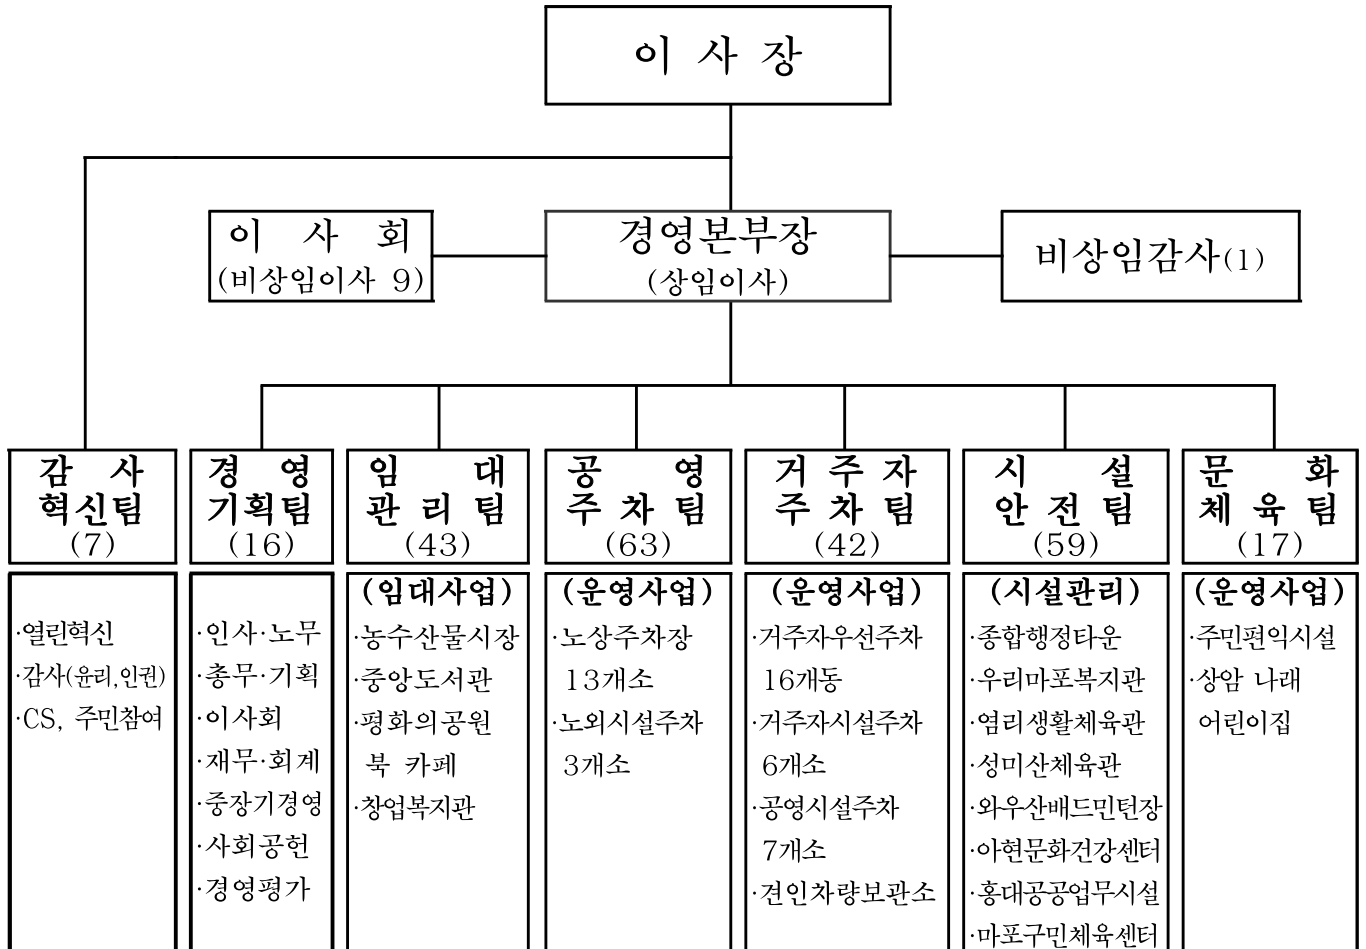 이 사 장
이 사 회
(비상임이사 9)
경영본부장
(상임이사)
비상임감사(1)
감 사
혁신팀
(7)
경 영
기획팀
(16)
임 대
관 리 팀
(43)
공 영
주 차 팀
(63)
거 주 자
주 차 팀
(42)
시 설
안 전 팀
(59)
문 화
체 육 팀
(17)
·열린혁신
·감사(윤리,인권)
·CS, 주민참여
·인사·노무
·총무·기획
·이사회
·재무·회계
·중장기경영
·사회공헌
·경영평가
(임대사업)
·농수산물시장
·중앙도서관
·평화의공원
북 카페
·창업복지관
(운영사업)
·노상주차장
13개소
·노외시설주차
3개소
(운영사업)
·거주자우선주차
16개동
·거주자시설주차
6개소
·공영시설주차
7개소
·견인차량보관소
(시설관리)
·종합행정타운
·우리마포복지관
·염리생활체육관
·성미산체육관
·와우산배드민턴장
·아현문화건강센터
·홍대공공업무시설
·마포구민체육센터
(운영사업)
·주민편익시설
·상암 나래
어린이집